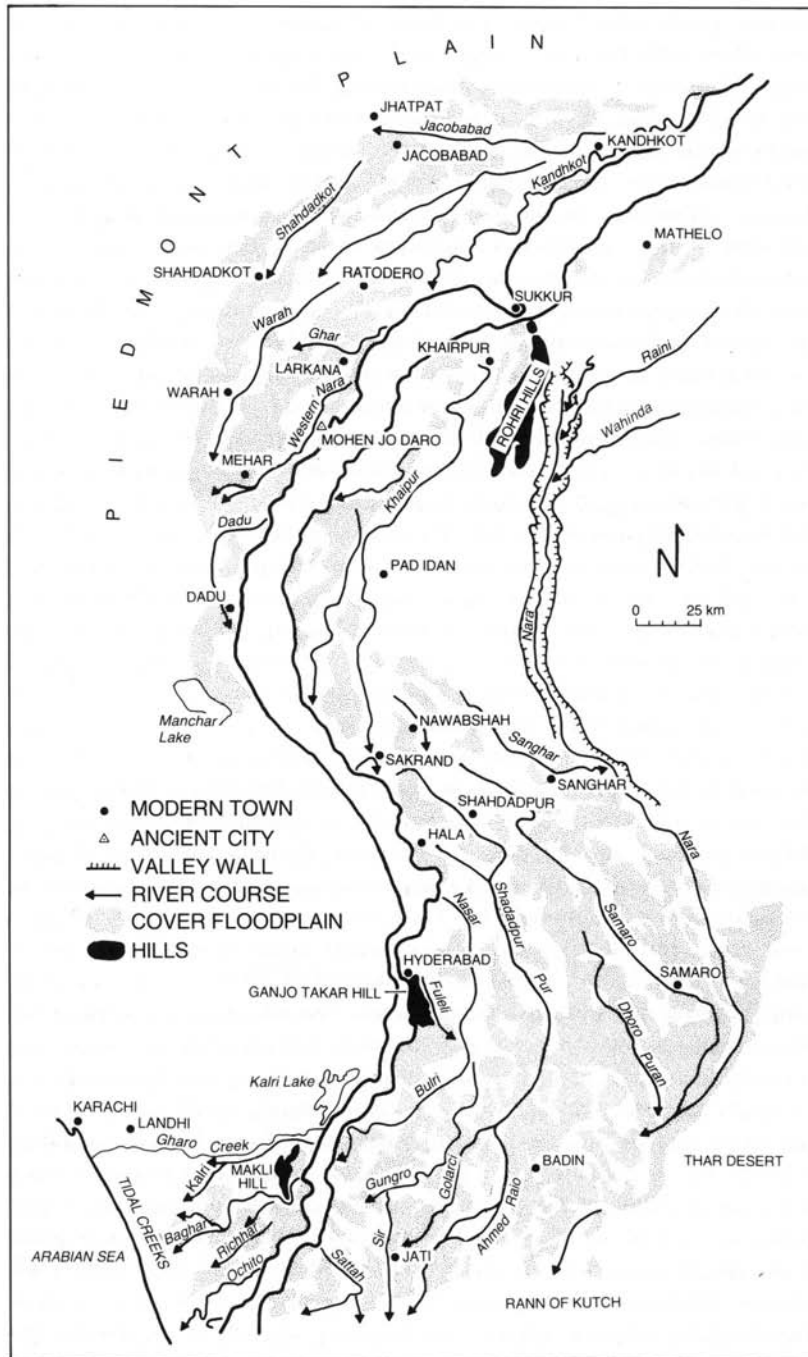 PIEDMONT PLAIN
JHATPAT
Jacobabad
JACOBABAD
KANDHKOT
Kandhkot
Shahdadkot
MATHELO
SHAHDADKOT
RATODERO
SUKKUR
Warah
Ghar
KHAIRPUR
LARKANA
Raini
ROHRI HILLS
WARAH
Western Nara
Wahinda
MOHEN JO DARO
MEHAR
Khaipur
Dadu
PAD IDAN
N
0 25 km
DADU
Nara
Manchar
Lake
NAWABSHAH
Sanghar
SAKRAND
SANGHAR
MODERN TOWN
ANCIENT CITY
VALLEY WALL
RIVER COURSE
COVER FLOODPLAIN
HILLS
SHAHDADPUR
Nara
HALA
Nasar
Shadadpur
Samaro
HYDERABAD
Pur
SAMARO
GANJO TAKAR HILL
Fuleli
Dhoro
Puran
Kalri Lake
Bulri
KARACHI
LANDHI
Gharo Creek
THAR DESERT
Kalri
MAKLI
HILL
Gungro
Golarci
BADIN
TIDAL CREEKS
Baghar
Richhar
Sir
Ahmed Raio
ARABIAN SEA
Ochito
Sattah
JATI
RANN OF KUTCH